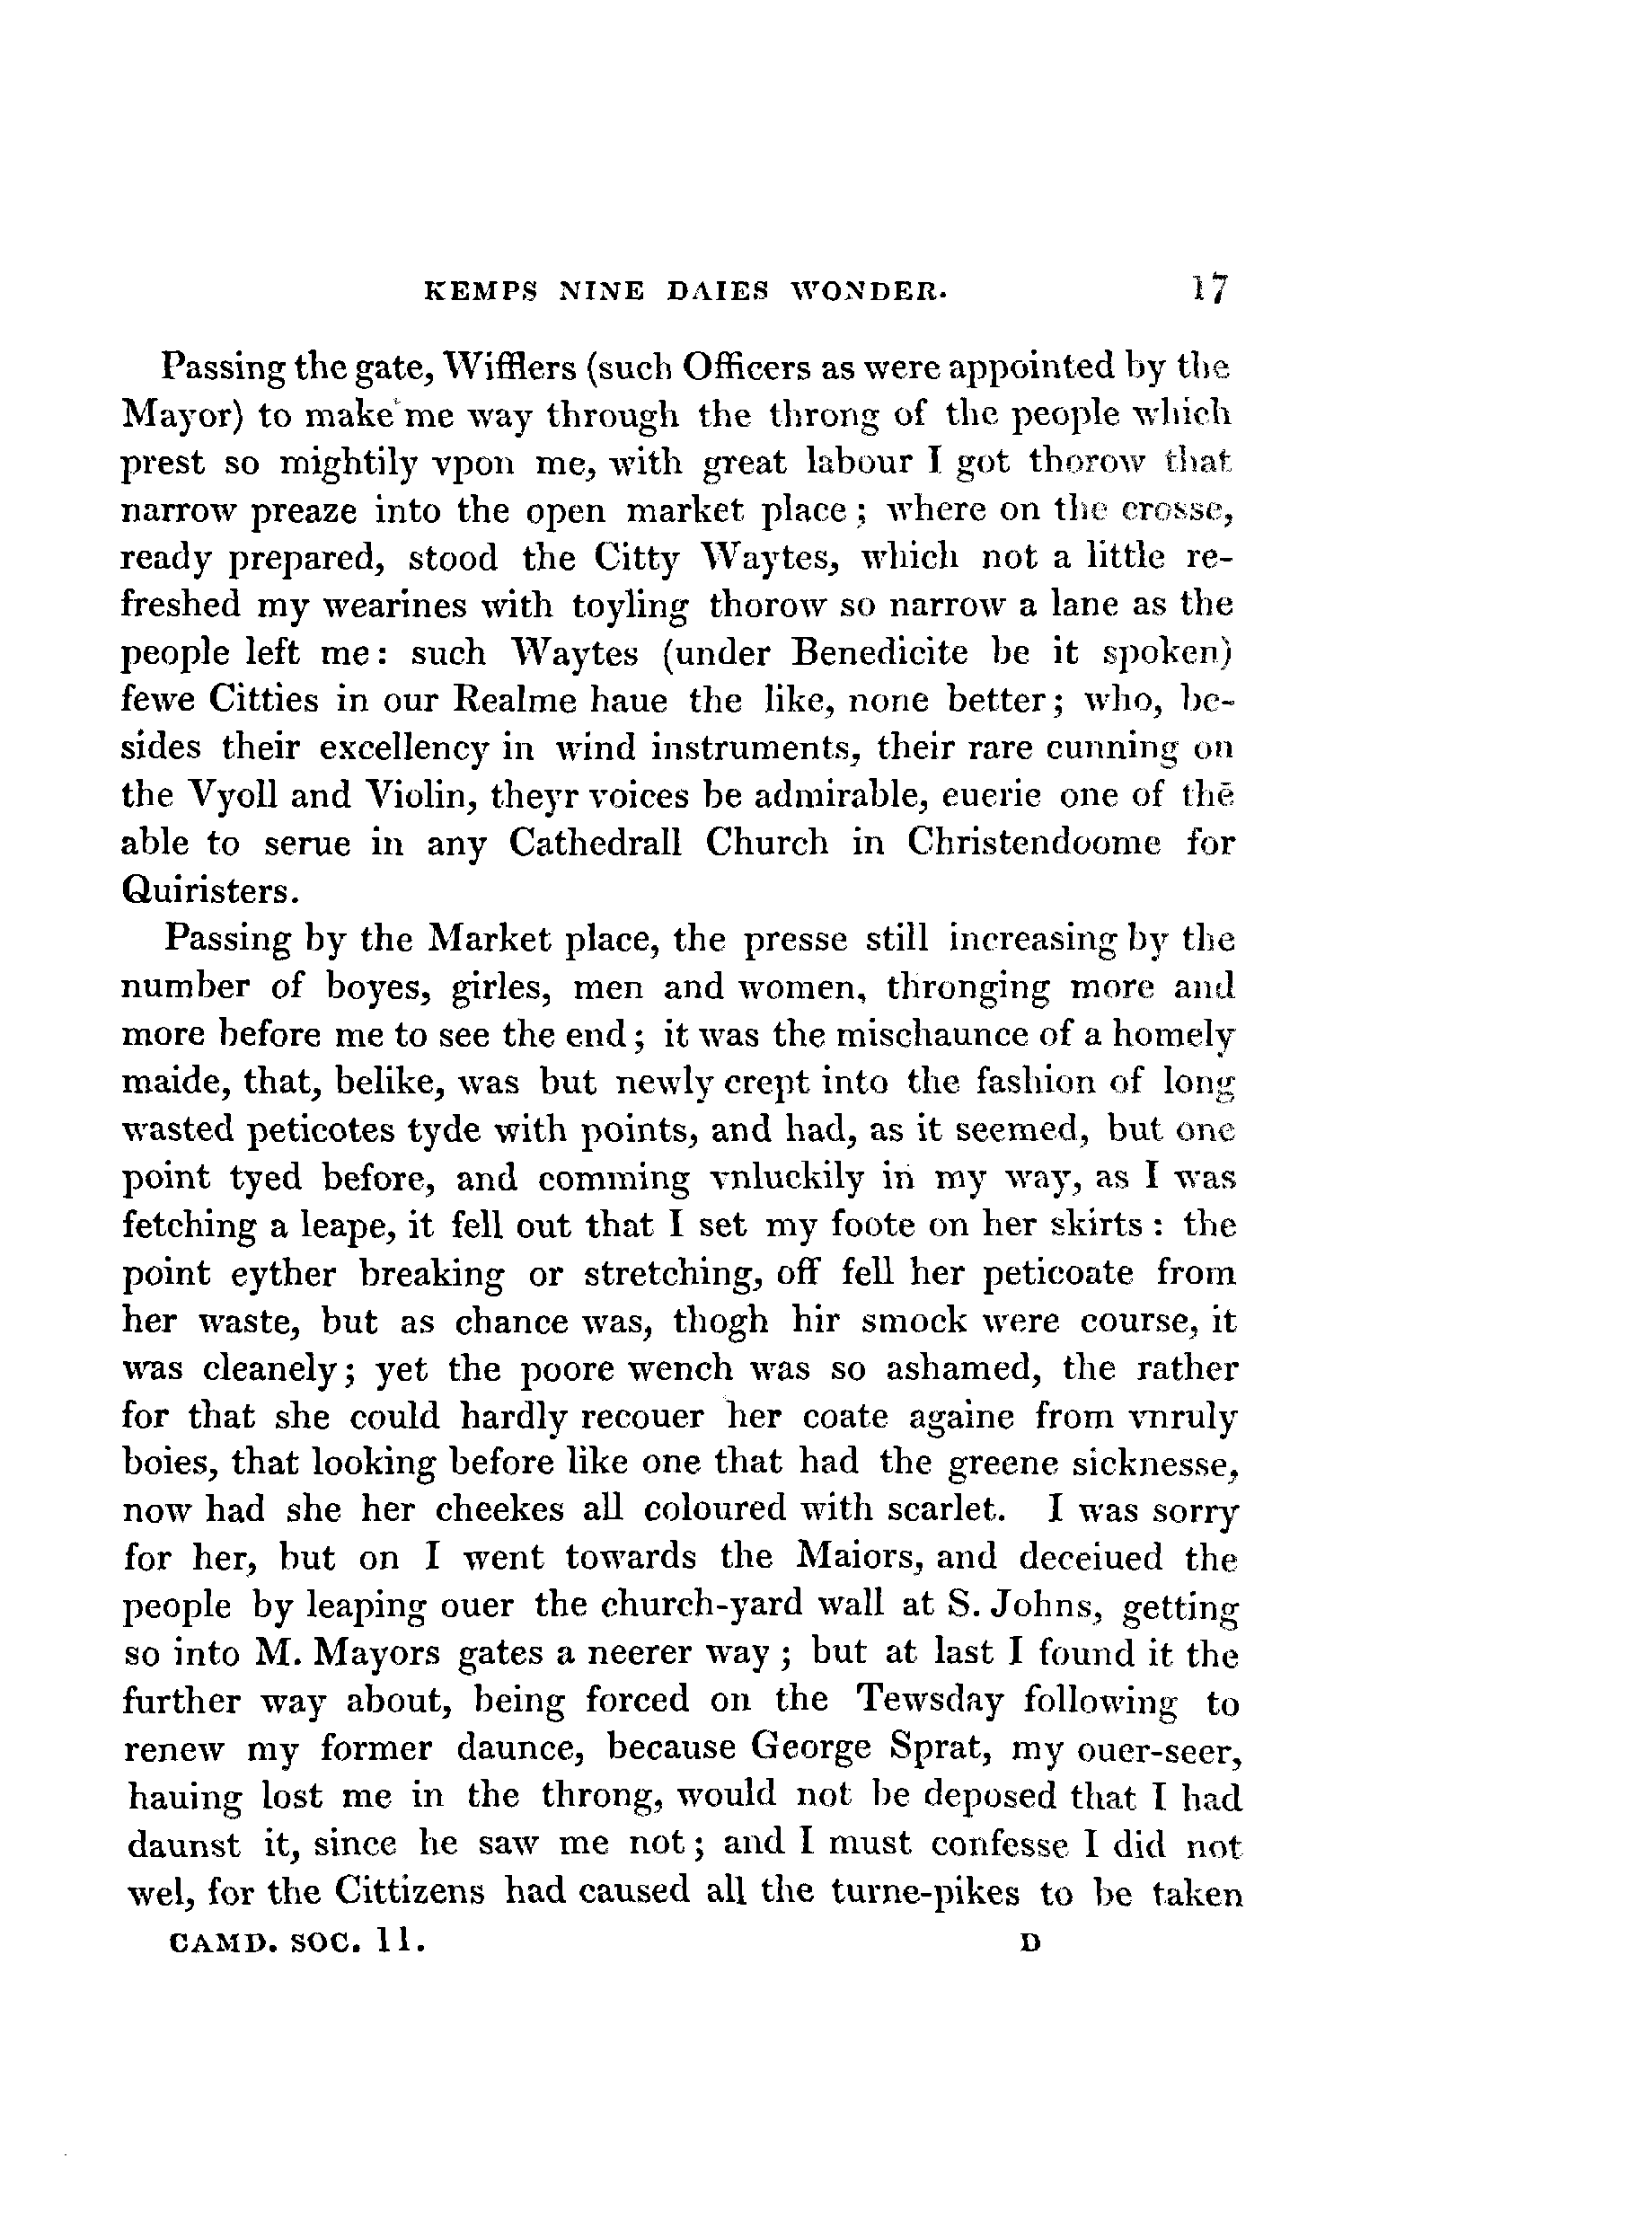 KEMPS NINE DAIES WONDER. 17
Passing the gate, Wifflers (such Officers as were appointed by the
Mayor) to make me way through the throng of the people which
prest so mightily vpon me, with great labour I got thorow that
narrow preaze into the open market place; where on the crosse,
ready prepared, stood the Citty Waytes, which not a little re-
freshed my wearines with toyling thorow so narrow a lane as the
people left me: such Waytes (under Benedicite be it spoken)
fewe Citties in our Realme haue the like, none better; who, be-
sides their excellency in wind instruments, their rare cunning on
the Vyoll and Violin, theyr voices be admirable, euerie one of thē
able to serue in any Cathedrall Church in Christendoome for
Quiristers.
Passing by the Market place, the presse still increasing by the
number of boyes, girles, men and women, thronging more and
more before me to see the end; it was the mischaunce of a homely
maide, that, belike, was but newly crept into the fashion of long
wasted peticotes tyde with points, and had, as it seemed, but one
point tyed before, and comming vnluckily in my way, as I was
fetching a leape, it fell out that I set my foote on her skirts: the
point eyther breaking or stretching, off fell her peticoate from
her waste, but as chance was, thogh hir smock were course, it
was cleanely; yet the poore wench was so ashamed, the rather
for that she could hardly recouer her coate againe from vnruly
boies, that looking before like one that had the greene sicknesse,
now had she her cheekes all coloured with scarlet. I was sorry
for her, but on I went towards the Maiors, and deceiued the
people by leaping ouer the church-yard wall at S. Johns, getting
so into M. Mayors gates a neerer way; but at last I found it the
further way about, being forced on the Tewsday following to
renew my former daunce, because George Sprat, my ouer-seer,
hauing lost me in the throng, would not be deposed that I had
daunst it, since he saw me not; and I must confesse I did not
wel, for the Cittizens had caused all the turne-pikes to be taken
CAMD. SOC. 11. D